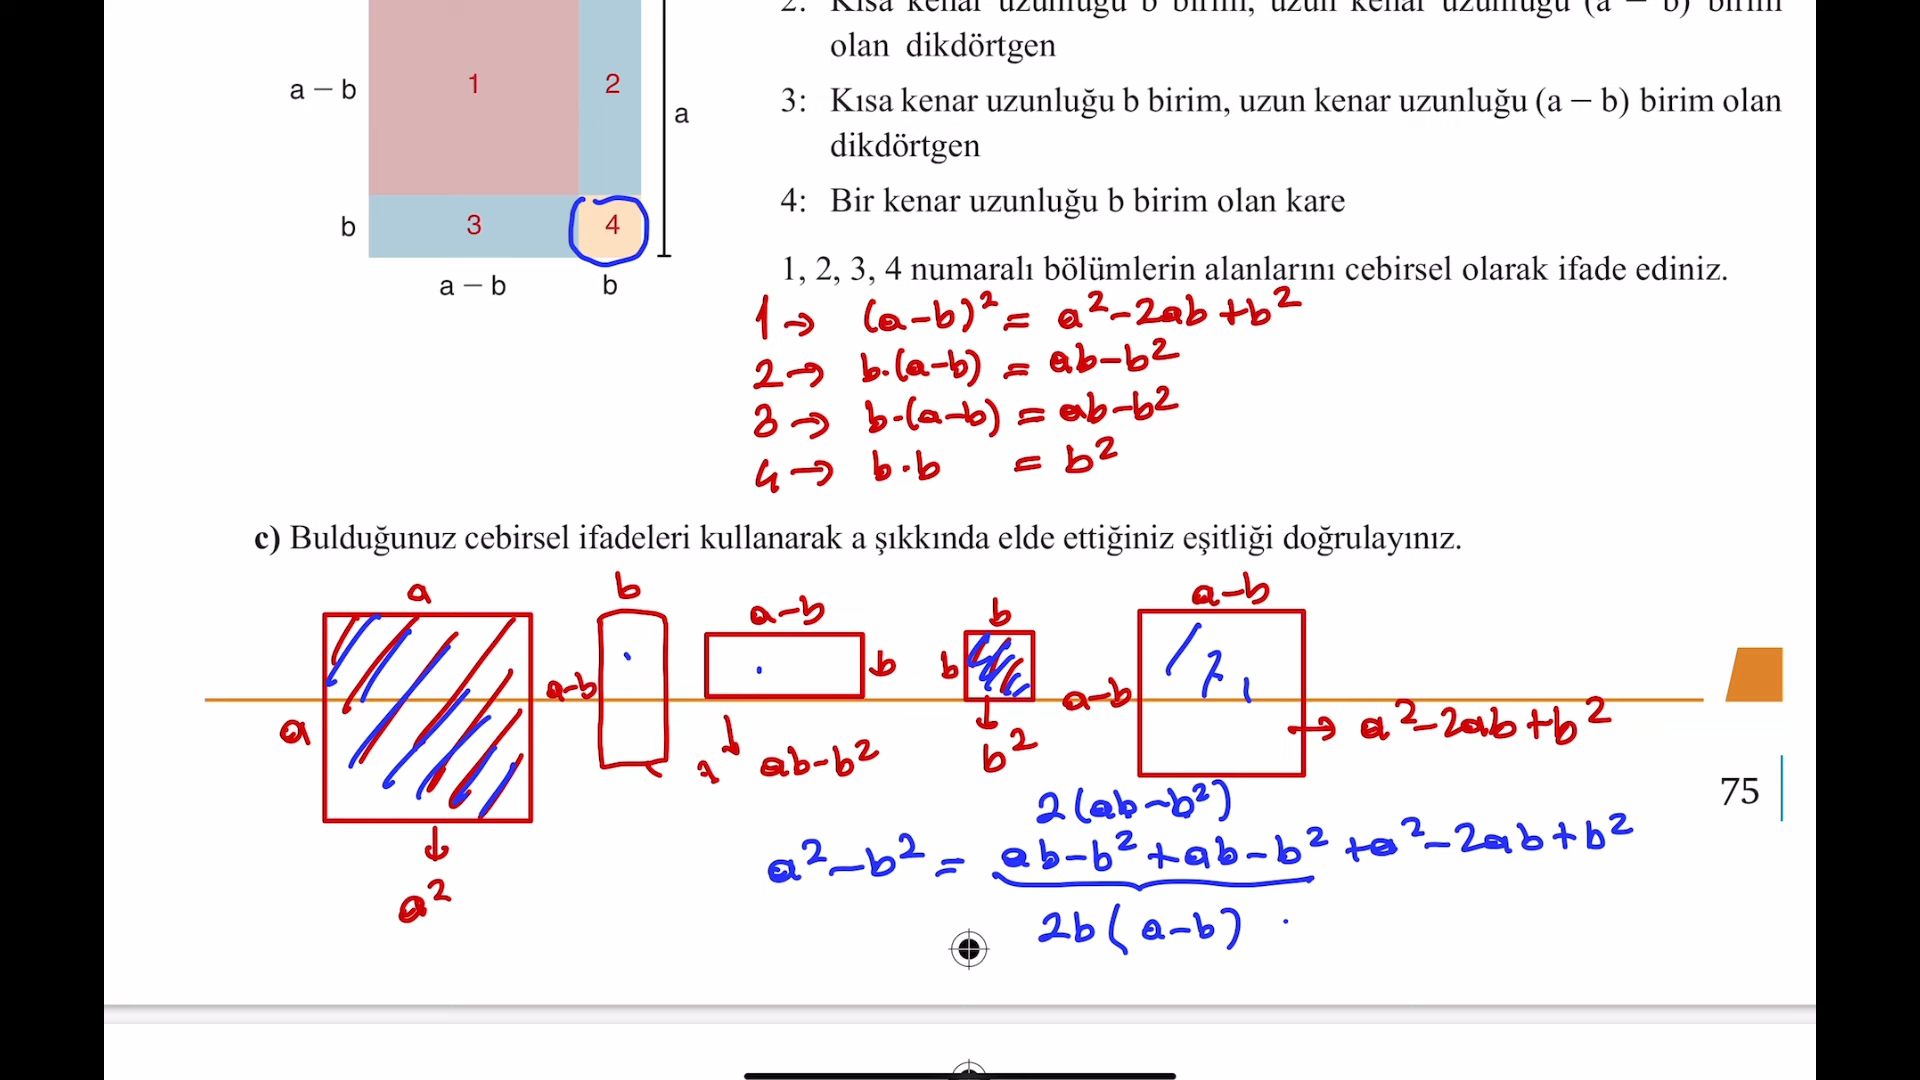 2: Kısa kenar uzunluğu b birim, uzun kenar uzunluğu (a – b) birim
olan dikdörtgen
a – b
1
2
a
3: Kısa kenar uzunluğu b birim, uzun kenar uzunluğu (a – b) birim olan
dikdörtgen
b
3
4
4: Bir kenar uzunluğu b birim olan kare
a – b
b
1, 2, 3, 4 numaralı bölümlerin alanlarını cebirsel olarak ifade ediniz.
1 → (a-b)² = a²-2ab+b²
2 → b.(a-b) = ab-b²
3 → b.(a-b) = ab-b²
4 → b.b = b²
c) Bulduğunuz cebirsel ifadeleri kullanarak a şıkkında elde ettiğiniz eşitliği doğrulayınız.
a
b
a-b
b
a-b
a
a-b
b
b
a-b
→ a²-2ab+b²
ab-b²
b²
75
a²
2(ab-b²)
a²-b² = ab-b²+ab-b²+a²-2ab+b²
2b(a-b)